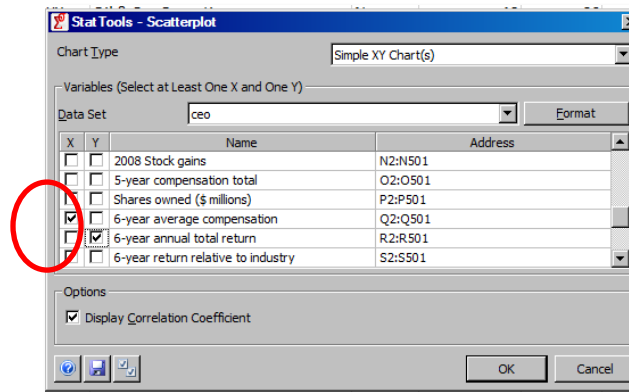 StatTools - Scatterplot
Chart Type Simple XY Chart(s)
Variables (Select at Least One X and One Y)
Data Set ceo Format
X Y Name Address
2008 Stock gains N2:N501
5-year compensation total O2:O501
Shares owned ($ millions) P2:P501
6-year average compensation Q2:Q501
6-year annual total return R2:R501
6-year return relative to industry S2:S501
Options
Display Correlation Coefficient
OK Cancel